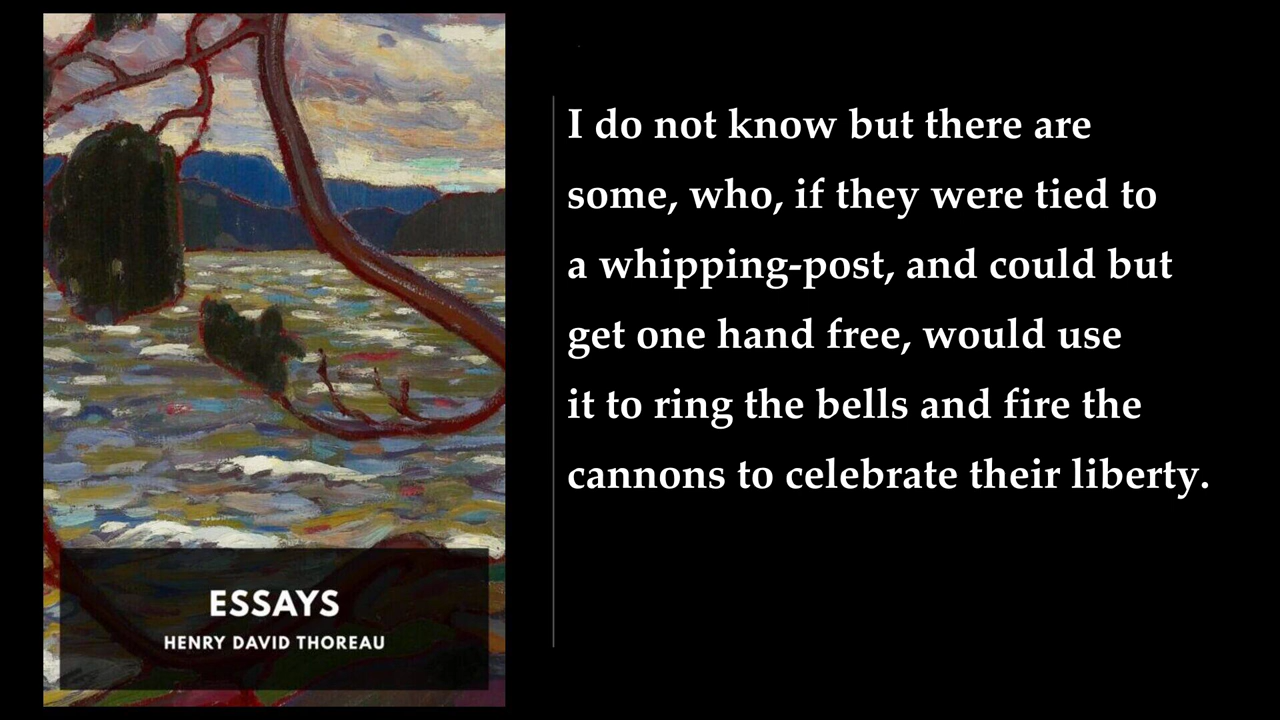 ESSAYS
HENRY DAVID THOREAU
I do not know but there are
some, who, if they were tied to
a whipping-post, and could but
get one hand free, would use
it to ring the bells and fire the
cannons to celebrate their liberty.